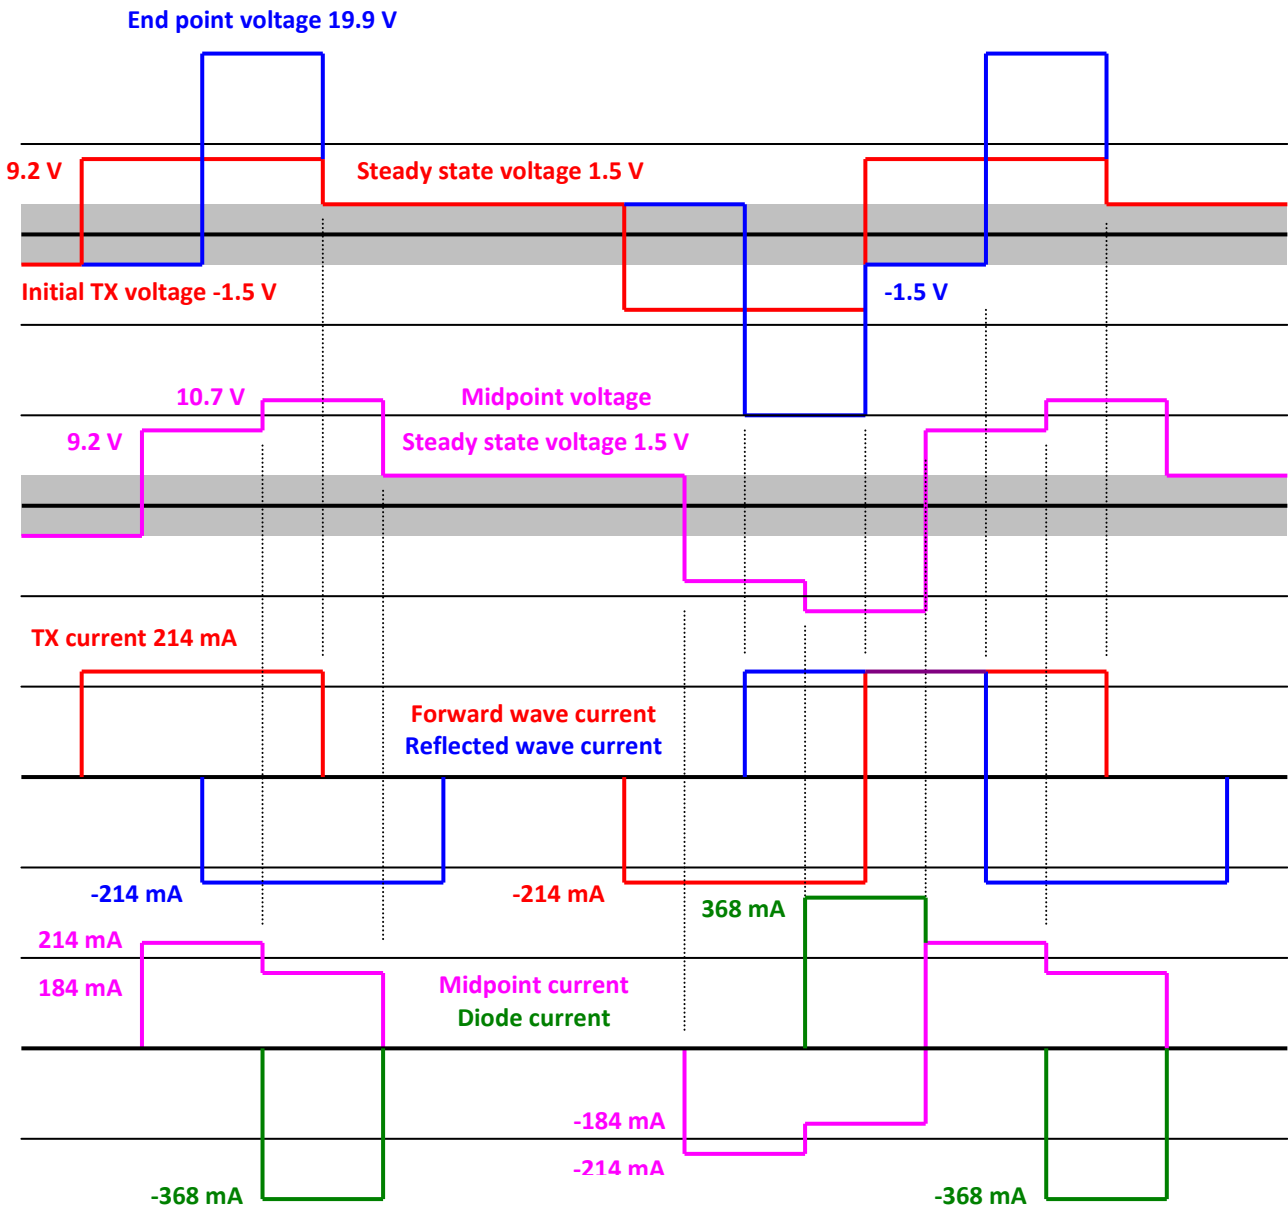 End point voltage 19.9 V
9.2 V
Steady state voltage 1.5 V
Initial TX voltage -1.5 V
-1.5 V
10.7 V
Midpoint voltage
9.2 V
Steady state voltage 1.5 V
TX current 214 mA
Forward wave current
Reflected wave current
-214 mA
-214 mA
368 mA
214 mA
184 mA
Midpoint current
Diode current
-184 mA
-214 mA
-368 mA
-368 mA